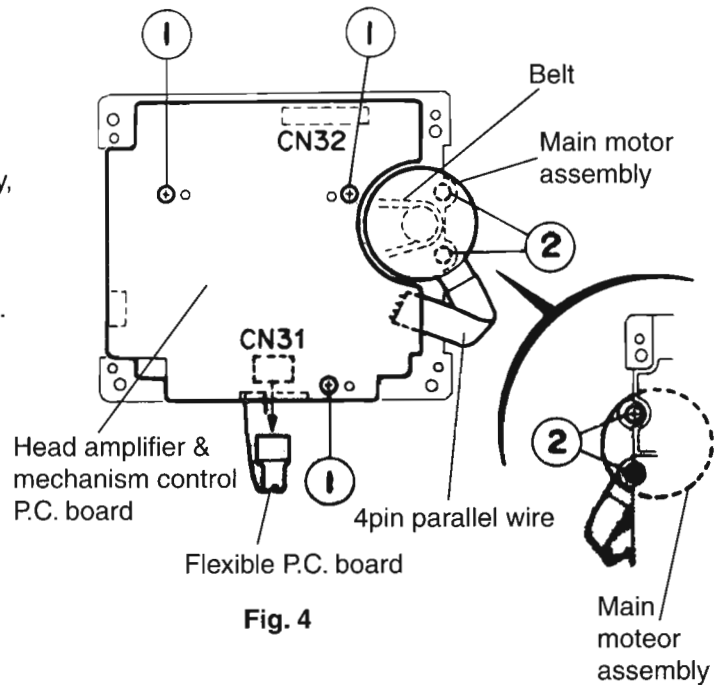 1
1
Belt
CN32
Main motor
assembly
y,
2
.
CN31
2
Head amplifier &
mechanism control
P.C. board
1
4pin parallel wire
Flexible P.C. board
Fig. 4
Main
moteor
assembly